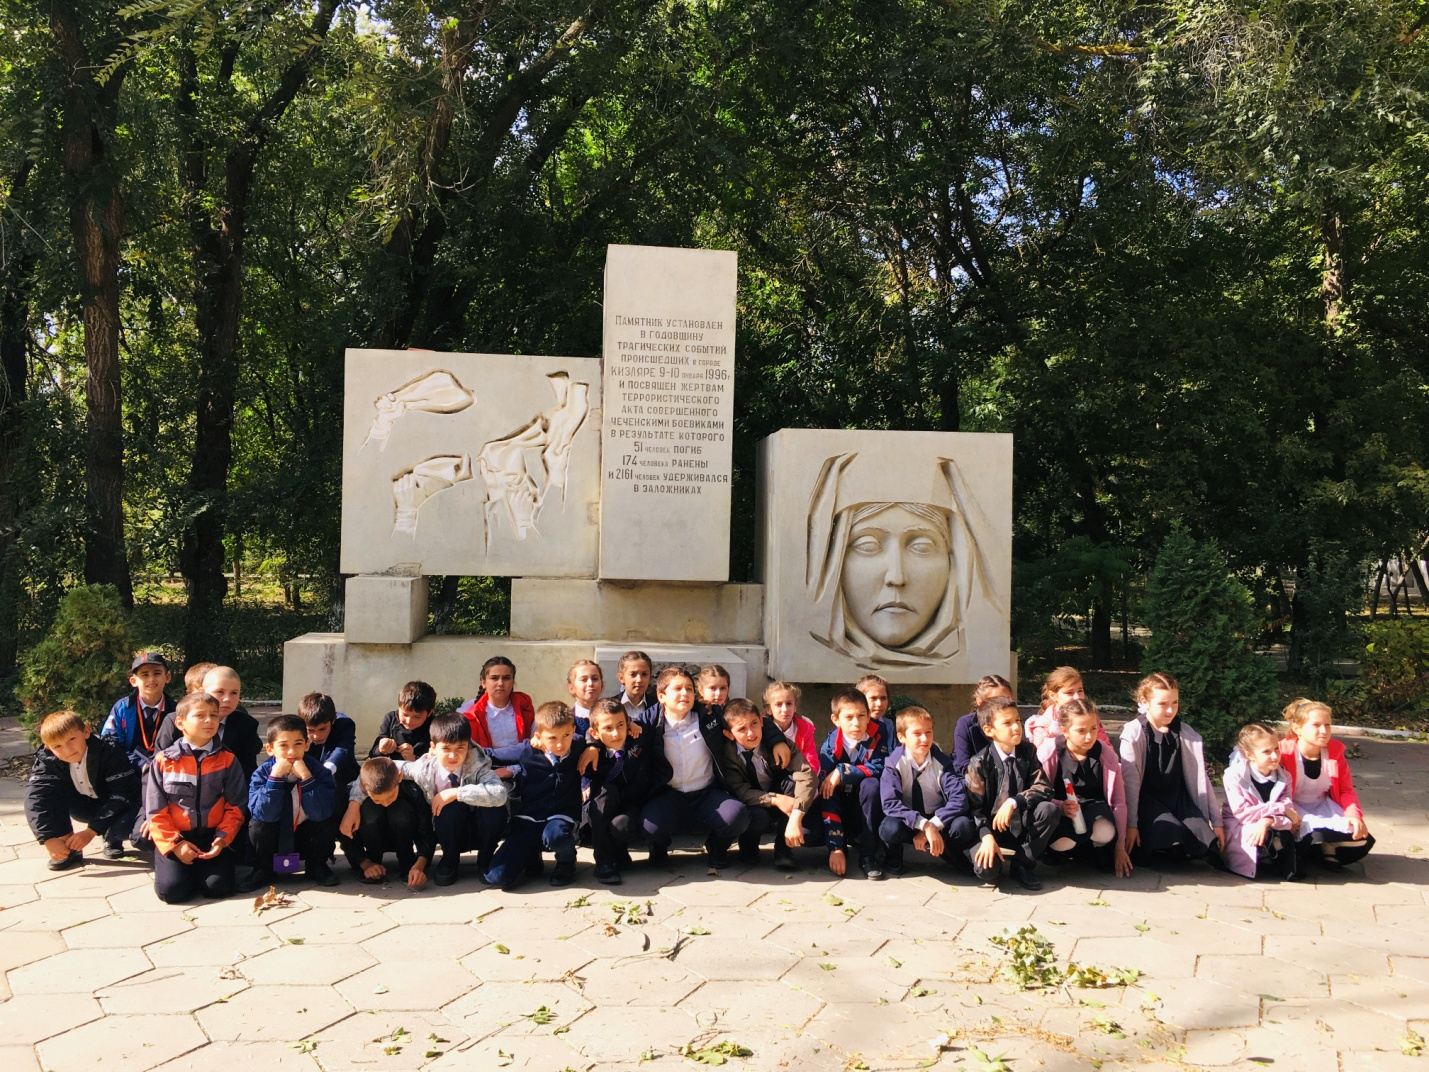 Памятник установлен
в годовщину
трагических событий
происшедших в городе
Кизляре 9-10 января 1996г.
и посвящен жертвам
террористического
акта совершенного
чеченскими боевиками
в результате которого
51 человек погиб
174 человека ранены
и 2161 человек удерживался
в заложниках